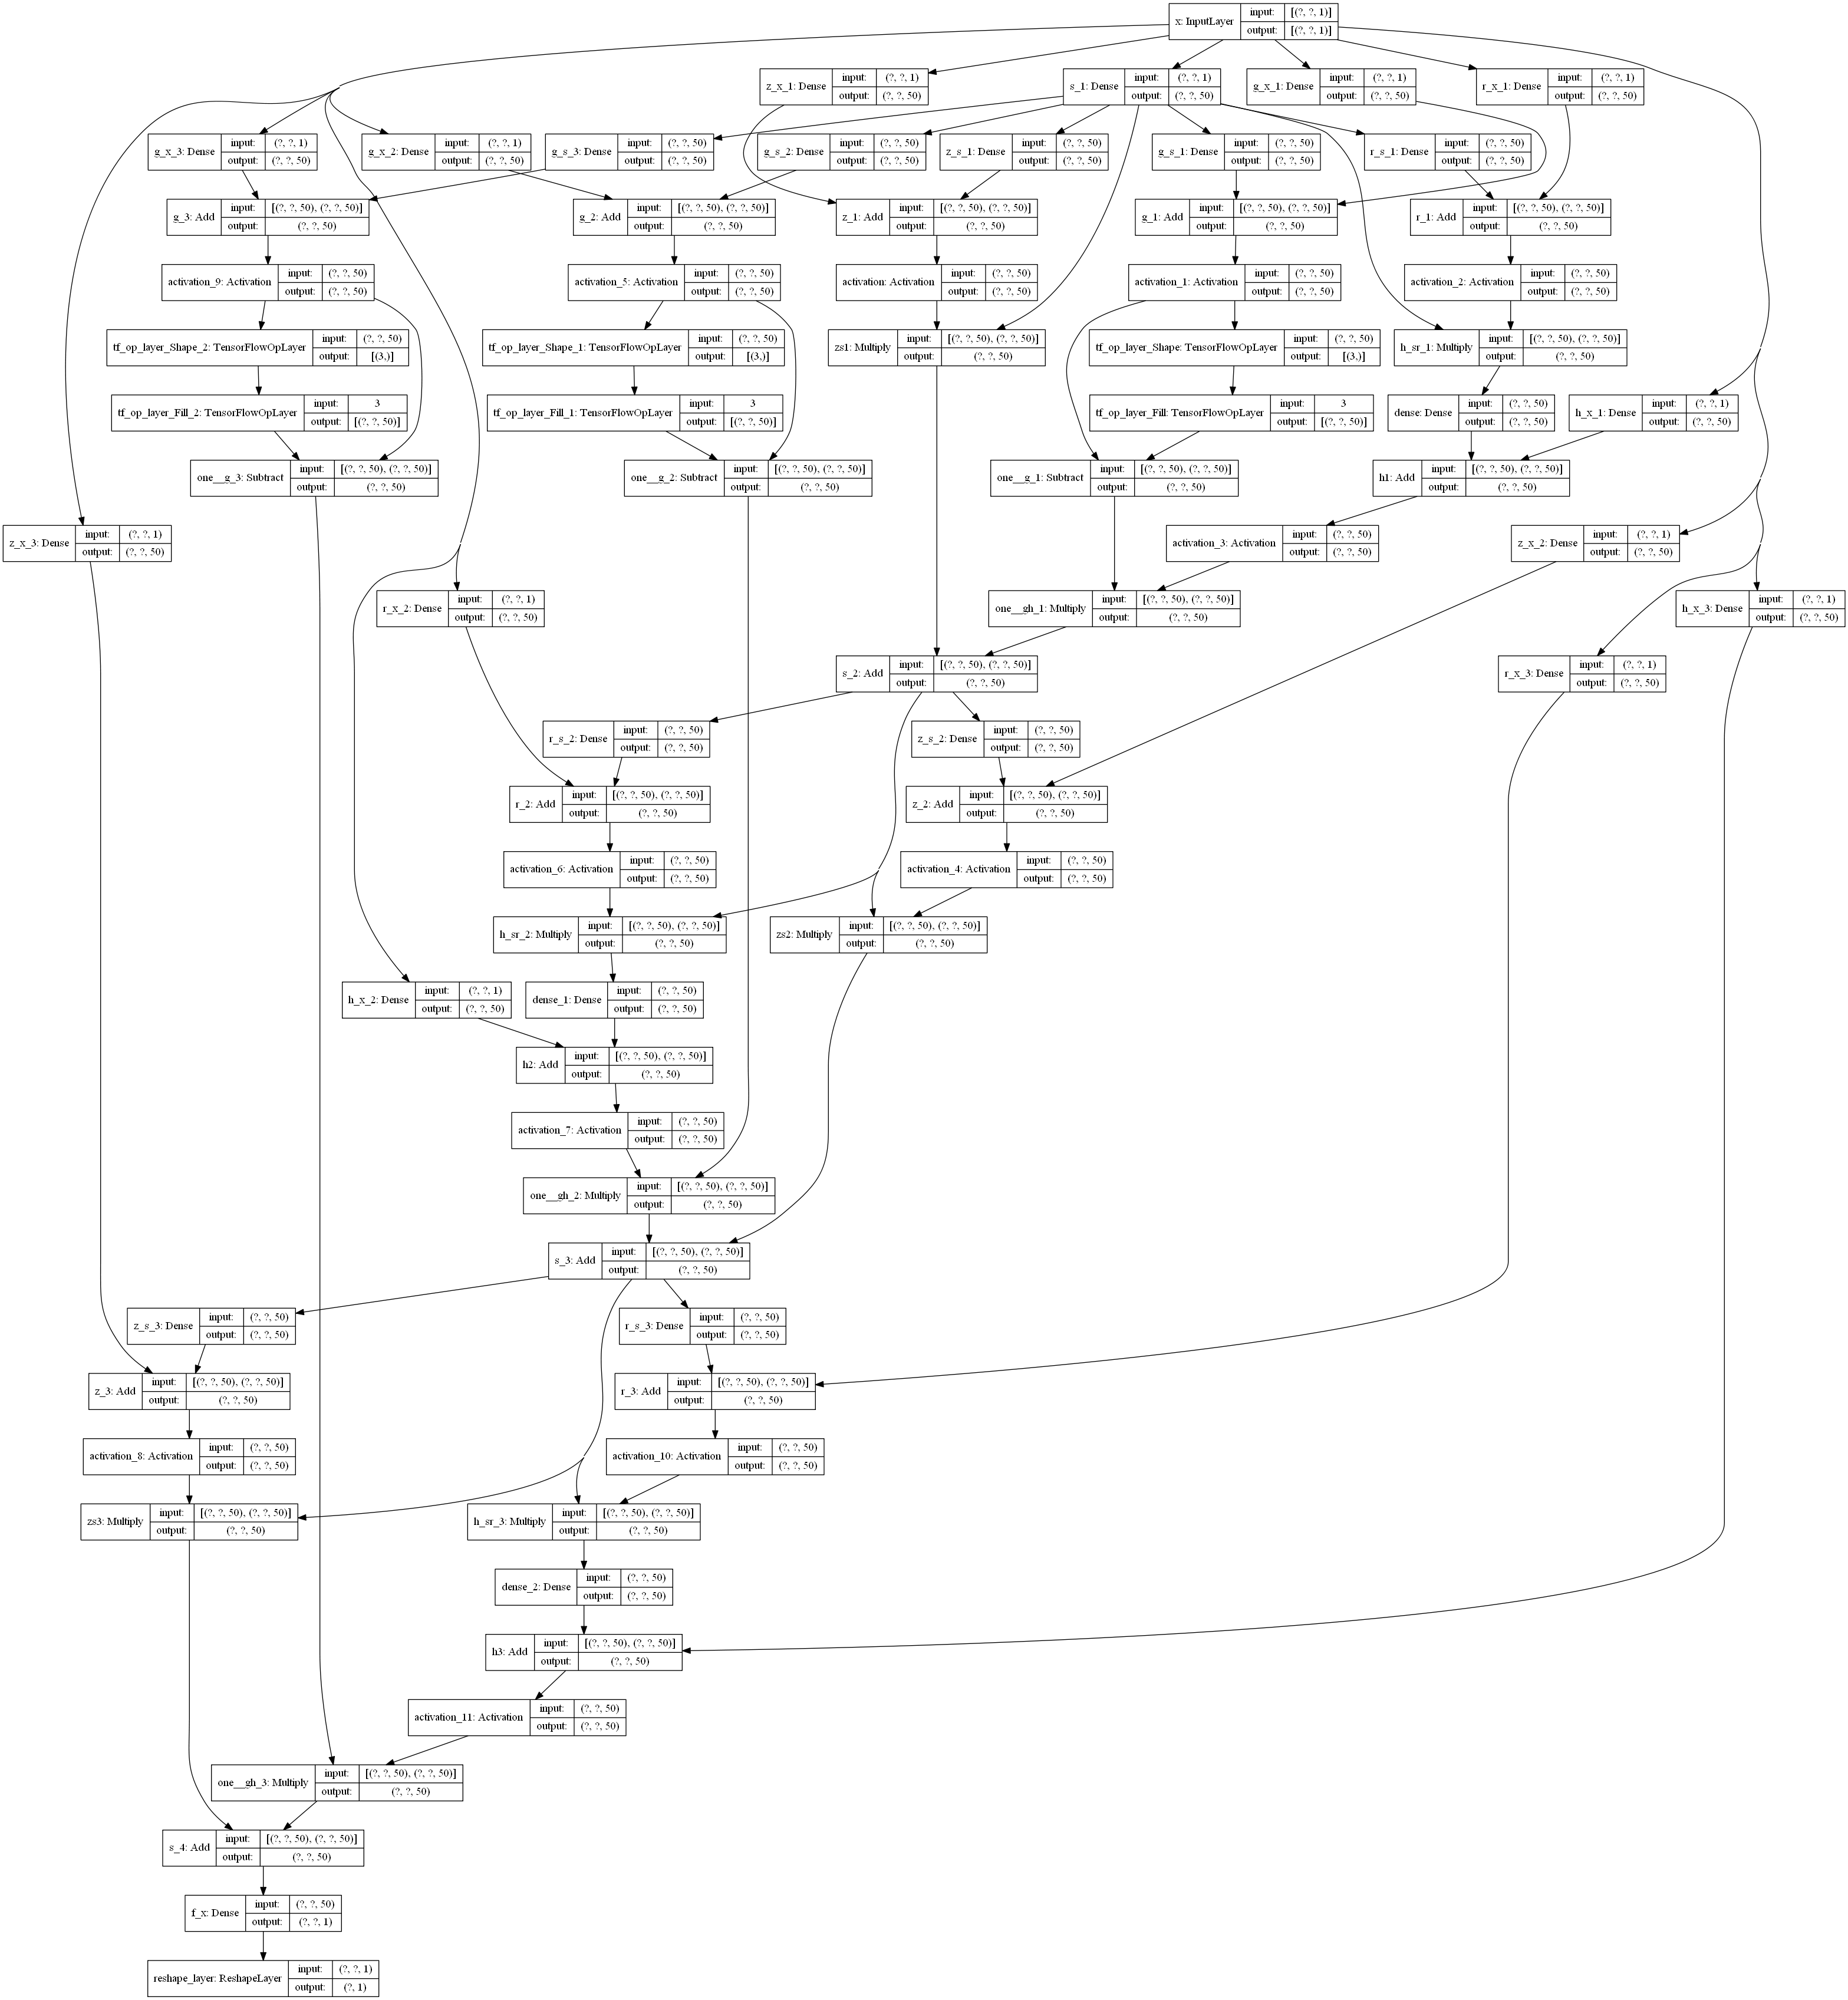 x: InputLayer input: [(?, ?, 1)]
output: [(?, ?, 1)]
z_x_1: Dense input: (?, ?, 1)
output: (?, ?, 50)
s_1: Dense input: (?, ?, 1)
output: (?, ?, 50)
g_x_1: Dense input: (?, ?, 1)
output: (?, ?, 50)
r_x_1: Dense input: (?, ?, 1)
output: (?, ?, 50)
g_x_3: Dense input: (?, ?, 1)
output: (?, ?, 50)
g_x_2: Dense input: (?, ?, 1)
output: (?, ?, 50)
g_s_3: Dense input: (?, ?, 50)
output: (?, ?, 50)
g_s_2: Dense input: (?, ?, 50)
output: (?, ?, 50)
z_s_1: Dense input: (?, ?, 50)
output: (?, ?, 50)
g_s_1: Dense input: (?, ?, 50)
output: (?, ?, 50)
r_s_1: Dense input: (?, ?, 50)
output: (?, ?, 50)
g_3: Add input: [(?, ?, 50), (?, ?, 50)]
output: (?, ?, 50)
g_2: Add input: [(?, ?, 50), (?, ?, 50)]
output: (?, ?, 50)
z_1: Add input: [(?, ?, 50), (?, ?, 50)]
output: (?, ?, 50)
g_1: Add input: [(?, ?, 50), (?, ?, 50)]
output: (?, ?, 50)
r_1: Add input: [(?, ?, 50), (?, ?, 50)]
output: (?, ?, 50)
activation_9: Activation input: (?, ?, 50)
output: (?, ?, 50)
activation_5: Activation input: (?, ?, 50)
output: (?, ?, 50)
activation: Activation input: (?, ?, 50)
output: (?, ?, 50)
activation_1: Activation input: (?, ?, 50)
output: (?, ?, 50)
activation_2: Activation input: (?, ?, 50)
output: (?, ?, 50)
tf_op_layer_Shape_2: TensorFlowOpLayer input: (?, ?, 50)
output: [(3,)]
tf_op_layer_Shape_1: TensorFlowOpLayer input: (?, ?, 50)
output: [(3,)]
zs1: Multiply input: [(?, ?, 50), (?, ?, 50)]
output: (?, ?, 50)
tf_op_layer_Shape: TensorFlowOpLayer input: (?, ?, 50)
output: [(3,)]
h_sr_1: Multiply input: [(?, ?, 50), (?, ?, 50)]
output: (?, ?, 50)
tf_op_layer_Fill_2: TensorFlowOpLayer input: 3
output: [(?, ?, 50)]
tf_op_layer_Fill_1: TensorFlowOpLayer input: 3
output: [(?, ?, 50)]
tf_op_layer_Fill: TensorFlowOpLayer input: 3
output: [(?, ?, 50)]
dense: Dense input: (?, ?, 50)
output: (?, ?, 50)
h_x_1: Dense input: (?, ?, 1)
output: (?, ?, 50)
one__g_3: Subtract input: [(?, ?, 50), (?, ?, 50)]
output: (?, ?, 50)
one__g_2: Subtract input: [(?, ?, 50), (?, ?, 50)]
output: (?, ?, 50)
one__g_1: Subtract input: [(?, ?, 50), (?, ?, 50)]
output: (?, ?, 50)
h1: Add input: [(?, ?, 50), (?, ?, 50)]
output: (?, ?, 50)
z_x_3: Dense input: (?, ?, 1)
output: (?, ?, 50)
activation_3: Activation input: (?, ?, 50)
output: (?, ?, 50)
z_x_2: Dense input: (?, ?, 1)
output: (?, ?, 50)
r_x_2: Dense input: (?, ?, 1)
output: (?, ?, 50)
one__gh_1: Multiply input: [(?, ?, 50), (?, ?, 50)]
output: (?, ?, 50)
h_x_3: Dense input: (?, ?, 1)
output: (?, ?, 50)
s_2: Add input: [(?, ?, 50), (?, ?, 50)]
output: (?, ?, 50)
r_x_3: Dense input: (?, ?, 1)
output: (?, ?, 50)
r_s_2: Dense input: (?, ?, 50)
output: (?, ?, 50)
z_s_2: Dense input: (?, ?, 50)
output: (?, ?, 50)
r_2: Add input: [(?, ?, 50), (?, ?, 50)]
output: (?, ?, 50)
z_2: Add input: [(?, ?, 50), (?, ?, 50)]
output: (?, ?, 50)
activation_6: Activation input: (?, ?, 50)
output: (?, ?, 50)
activation_4: Activation input: (?, ?, 50)
output: (?, ?, 50)
h_sr_2: Multiply input: [(?, ?, 50), (?, ?, 50)]
output: (?, ?, 50)
zs2: Multiply input: [(?, ?, 50), (?, ?, 50)]
output: (?, ?, 50)
h_x_2: Dense input: (?, ?, 1)
output: (?, ?, 50)
dense_1: Dense input: (?, ?, 50)
output: (?, ?, 50)
h2: Add input: [(?, ?, 50), (?, ?, 50)]
output: (?, ?, 50)
activation_7: Activation input: (?, ?, 50)
output: (?, ?, 50)
one__gh_2: Multiply input: [(?, ?, 50), (?, ?, 50)]
output: (?, ?, 50)
s_3: Add input: [(?, ?, 50), (?, ?, 50)]
output: (?, ?, 50)
z_s_3: Dense input: (?, ?, 50)
output: (?, ?, 50)
r_s_3: Dense input: (?, ?, 50)
output: (?, ?, 50)
z_3: Add input: [(?, ?, 50), (?, ?, 50)]
output: (?, ?, 50)
r_3: Add input: [(?, ?, 50), (?, ?, 50)]
output: (?, ?, 50)
activation_8: Activation input: (?, ?, 50)
output: (?, ?, 50)
activation_10: Activation input: (?, ?, 50)
output: (?, ?, 50)
zs3: Multiply input: [(?, ?, 50), (?, ?, 50)]
output: (?, ?, 50)
h_sr_3: Multiply input: [(?, ?, 50), (?, ?, 50)]
output: (?, ?, 50)
dense_2: Dense input: (?, ?, 50)
output: (?, ?, 50)
h3: Add input: [(?, ?, 50), (?, ?, 50)]
output: (?, ?, 50)
activation_11: Activation input: (?, ?, 50)
output: (?, ?, 50)
one__gh_3: Multiply input: [(?, ?, 50), (?, ?, 50)]
output: (?, ?, 50)
s_4: Add input: [(?, ?, 50), (?, ?, 50)]
output: (?, ?, 50)
f_x: Dense input: (?, ?, 50)
output: (?, ?, 1)
reshape_layer: ReshapeLayer input: (?, ?, 1)
output: (?, 1)